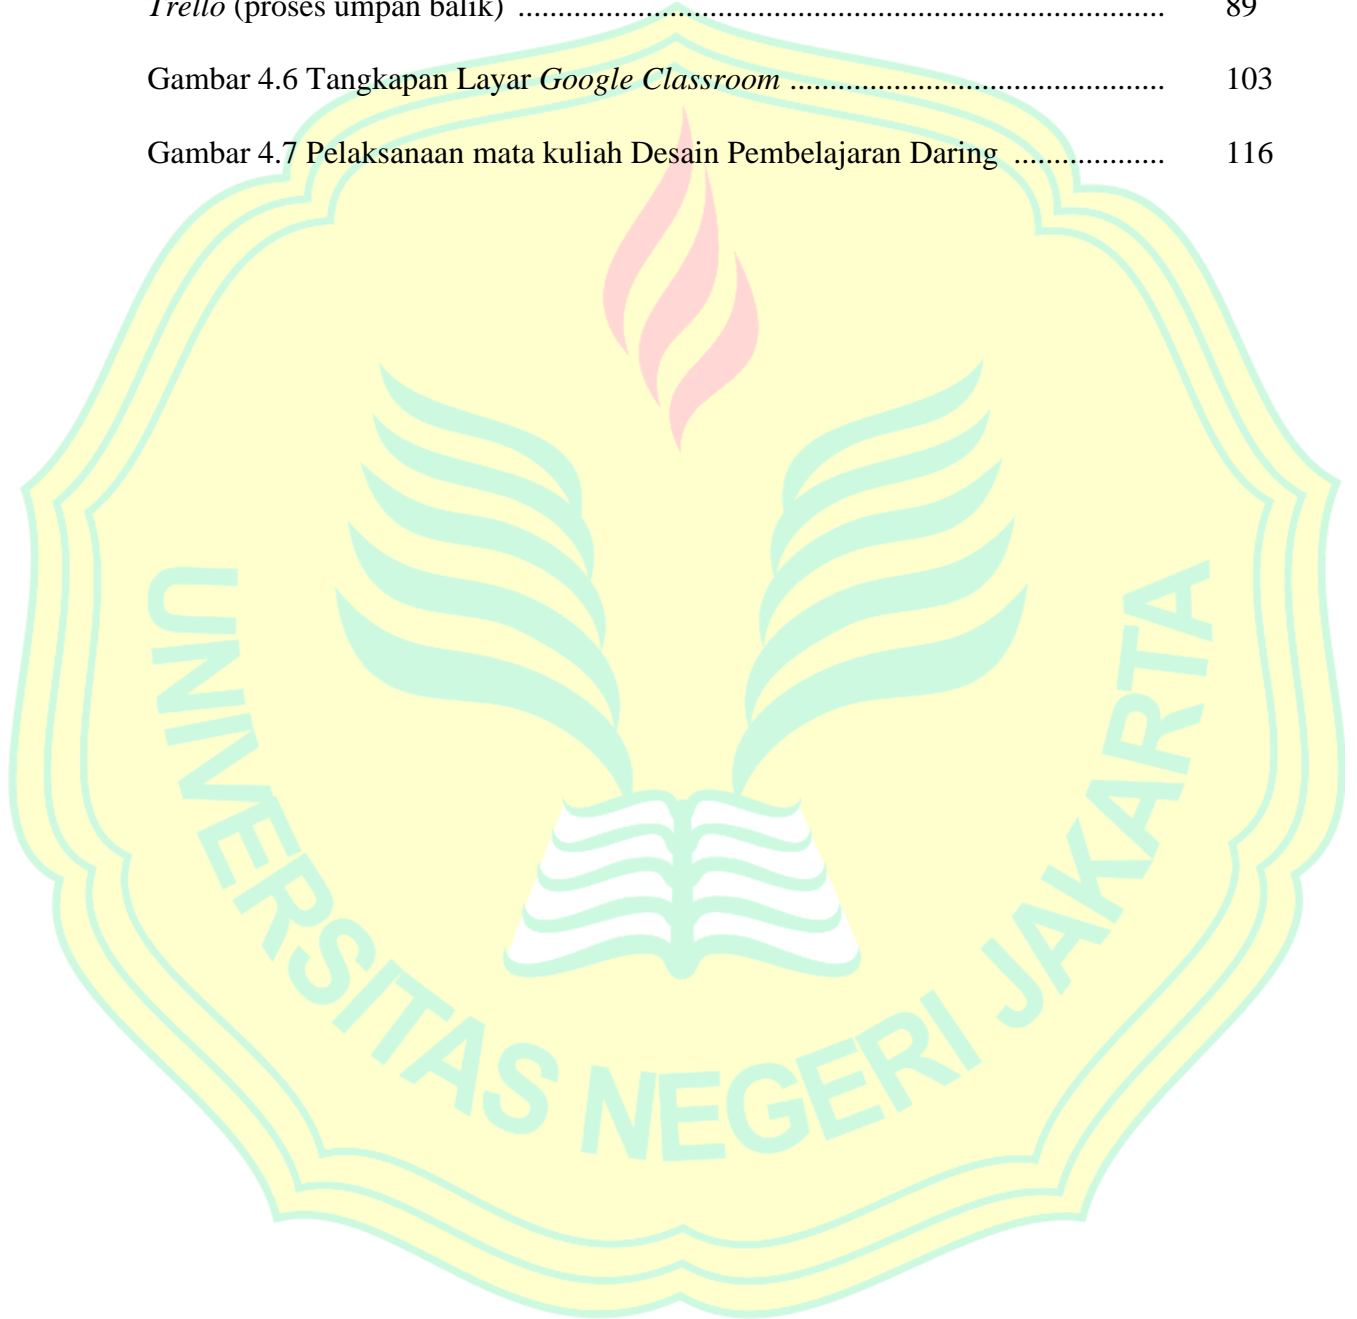 Trello (proses umpan balik) .................................................................................. 89
Gambar 4.6 Tangkapan Layar Google Classroom ............................................... 103
Gambar 4.7 Pelaksanaan mata kuliah Desain Pembelajaran Daring ................... 116
UNIVERSITAS NEGERI JAKARTA